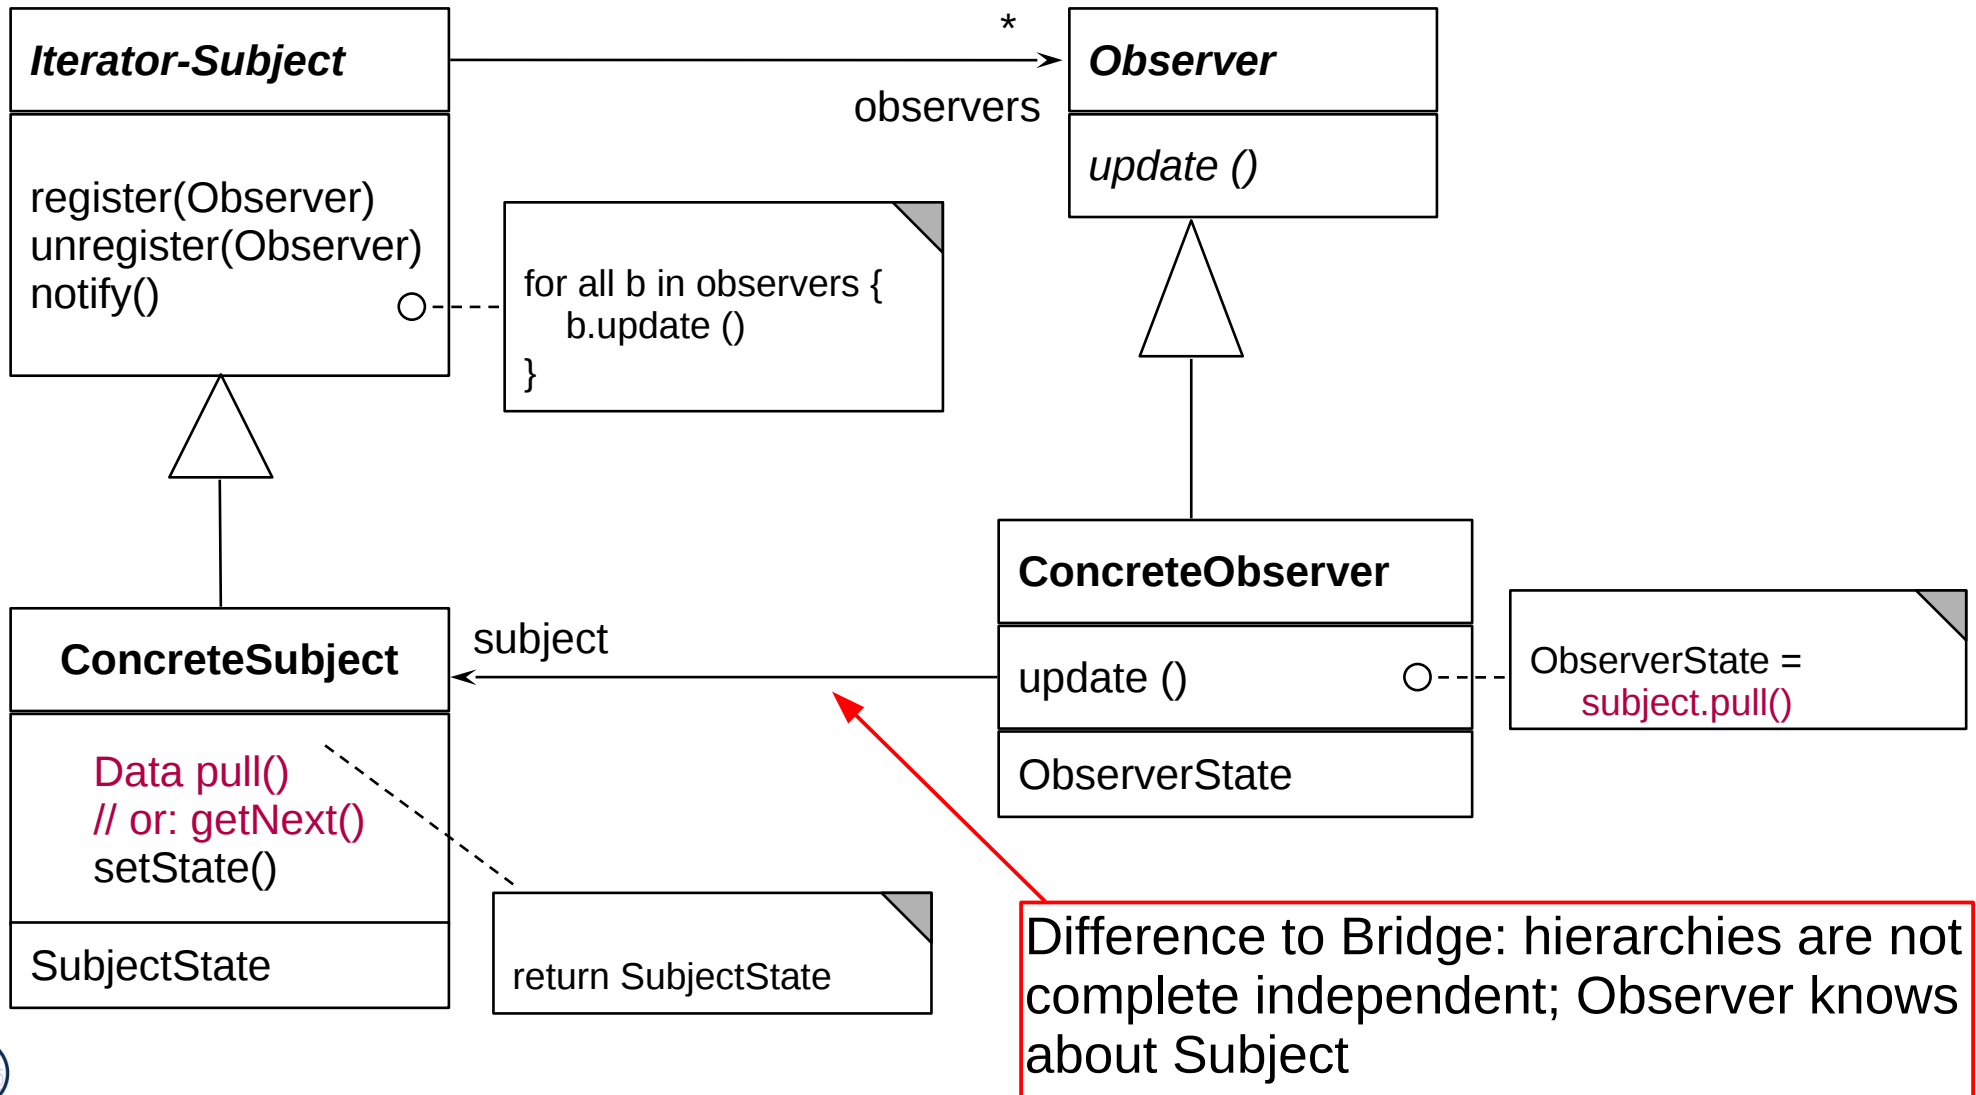 Iterator-Subject
*
observers
Observer
update ()
register(Observer)
unregister(Observer)
notify()
for all b in observers {
b.update ()
}
ConcreteObserver
update ()
ObserverState
ObserverState =
subject.pull()
subject
ConcreteSubject
Data pull()
// or: getNext()
setState()
SubjectState
return SubjectState
Difference to Bridge: hierarchies are not
complete independent; Observer knows
about Subject